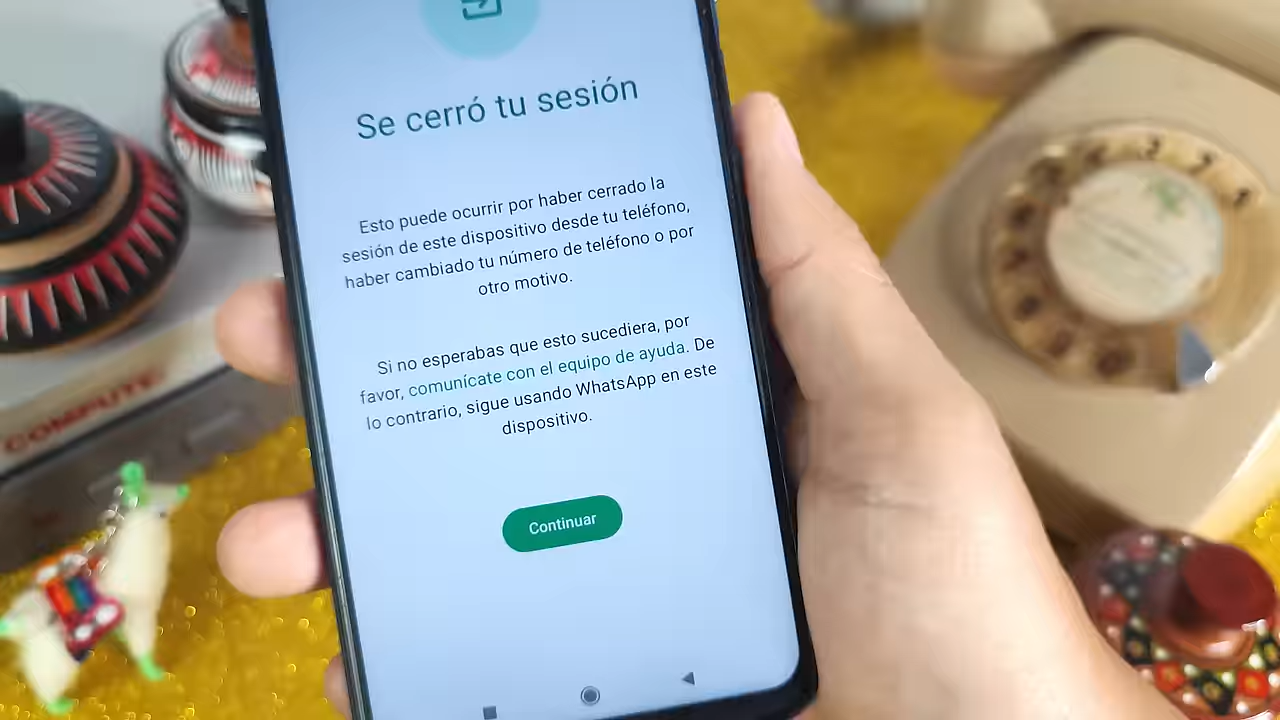 Se cerró tu sesión
Esto puede ocurrir por haber cerrado la
sesión de este dispositivo desde tu teléfono,
haber cambiado tu número de teléfono o por
otro motivo.
Si no esperabas que esto sucediera, por
favor, comunícate con el equipo de ayuda. De
lo contrario, sigue usando WhatsApp en este
dispositivo.
Continuar
COMPUTE